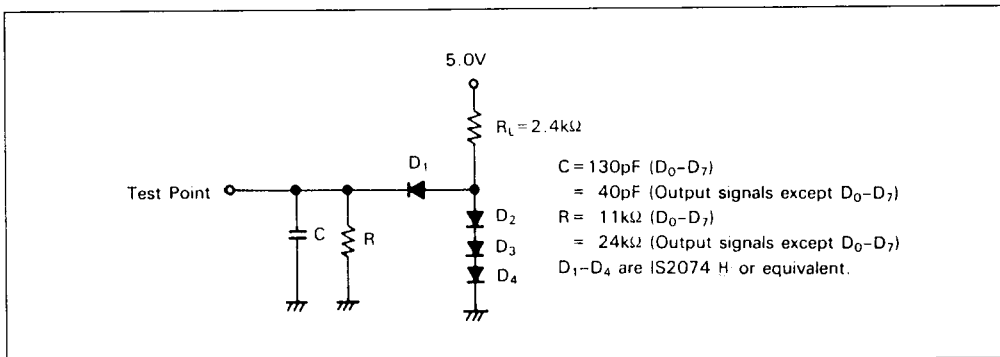 5.0V
R_L=2.4kΩ
D₁
C=130pF (D₀-D₇)
Test Point
= 40pF (Output signals except D₀-D₇)
D₂
C
R
R= 11kΩ (D₀-D₇)
D₃
= 24kΩ (Output signals except D₀-D₇)
D₄
D₁-D₄ are IS2074 H or equivalent.